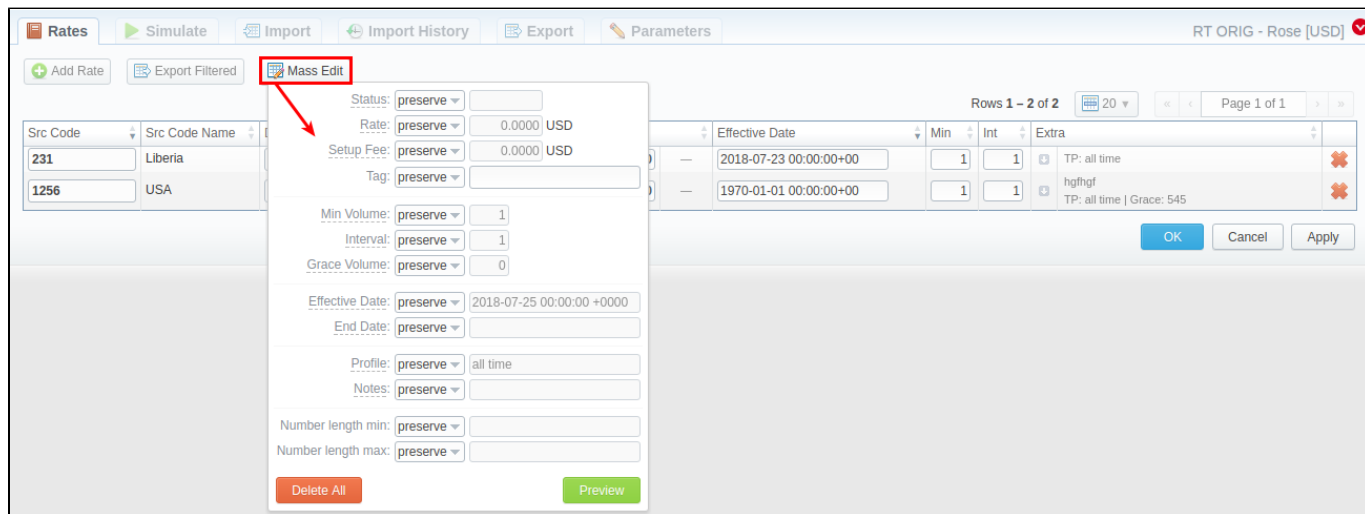 Rates Simulate Import Import History Export Parameters RT ORIG - Rose [USD]
Add Rate Export Filtered Mass Edit
Rows 1 – 2 of 2 20 « ‹ Page 1 of 1 › »
Src Code Src Code Name Effective Date Min Int Extra
231 Liberia — 2018-07-23 00:00:00+00 1 1 TP: all time
1256 USA — 1970-01-01 00:00:00+00 1 1 hgfhgf
TP: all time | Grace: 545
OK Cancel Apply
Status: preserve
Rate: preserve 0.0000 USD
Setup Fee: preserve 0.0000 USD
Tag: preserve
Min Volume: preserve 1
Interval: preserve 1
Grace Volume: preserve 0
Effective Date: preserve 2018-07-25 00:00:00 +0000
End Date: preserve
Profile: preserve all time
Notes: preserve
Number length min: preserve
Number length max: preserve
Delete All Preview